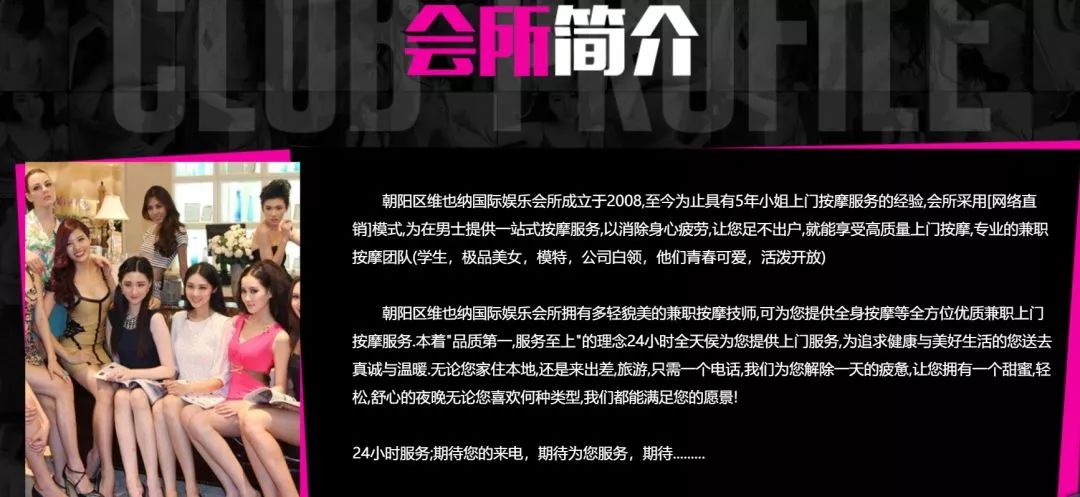 CLUB PROFILE
会所简介
朝阳区维也纳国际娱乐会所成立于2008,至今为止具有5年小姐上门按摩服务的经验,会所采用[网络直
销]模式,为在男士提供一站式按摩服务,以消除身心疲劳,让您足不出户,就能享受高质量上门按摩,专业的兼职
按摩团队(学生，极品美女，模特，公司白领，他们青春可爱，活泼开放)
朝阳区维也纳国际娱乐会所拥有多轻貌美的兼职按摩技师,可为您提供全身按摩等全方位优质兼职上门
按摩服务.本着"品质第一,服务至上"的理念24小时全天侯为您提供上门服务,为追求健康与美好生活的您送去
真诚与温暖.无论您家住本地,还是来出差,旅游,只需一个电话,我们为您解除一天的疲惫,让您拥有一个甜蜜,轻
松,舒心的夜晚无论您喜欢何种类型,我们都能满足您的愿景!
24小时服务;期待您的来电，期待为您服务，期待.........